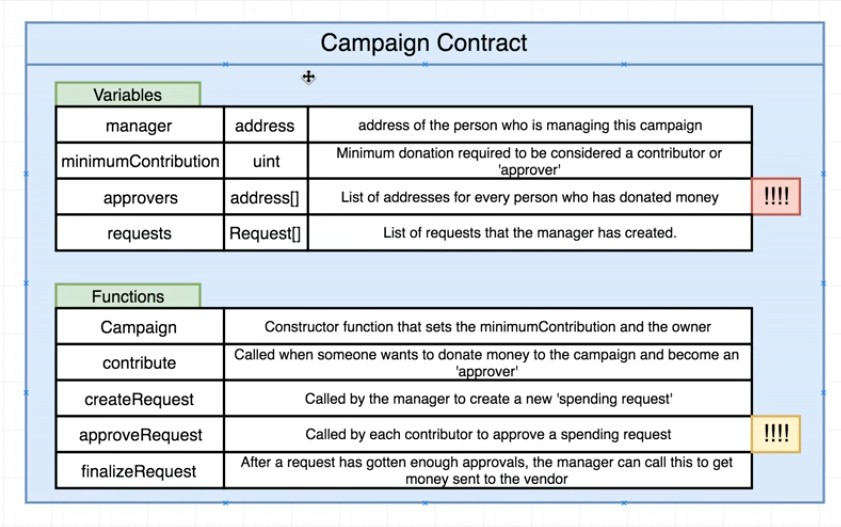 Campaign Contract
Variables
manager address address of the person who is managing this campaign
minimumContribution uint Minimum donation required to be considered a contributor or
'approver'
approvers address[] List of addresses for every person who has donated money !!!!
requests Request[] List of requests that the manager has created.
Functions
Campaign Constructor function that sets the minimumContribution and the owner
contribute Called when someone wants to donate money to the campaign and become an
'approver'
createRequest Called by the manager to create a new 'spending request'
approveRequest Called by each contributor to approve a spending request !!!!
finalizeRequest After a request has gotten enough approvals, the manager can call this to get
money sent to the vendor